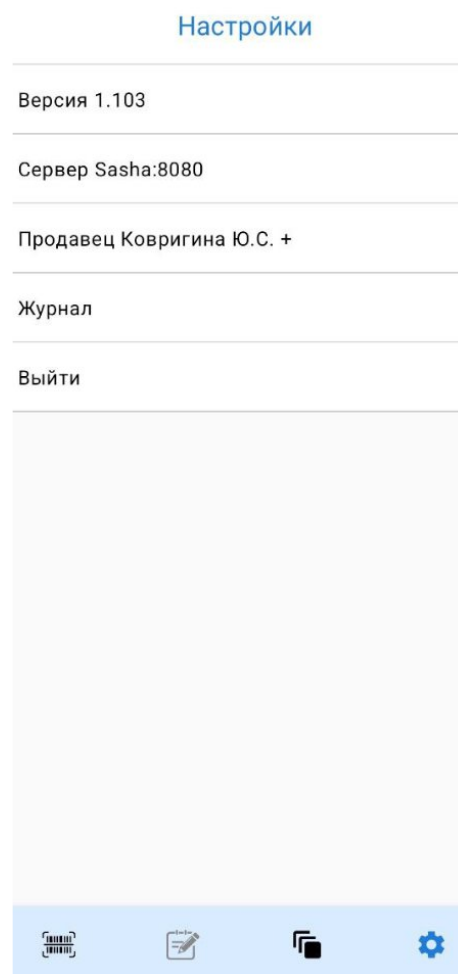 Настройки
Версия 1.103
Сервер Sasha:8080
Продавец Ковригина Ю.С. +
Журнал
Выйти